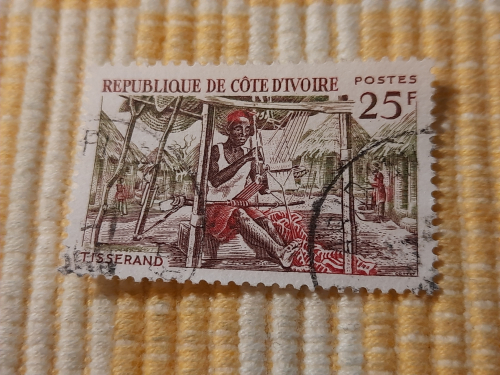 REPUBLIQUE DE CÔTE D'IVOIRE POSTES
25F
TISSERAND